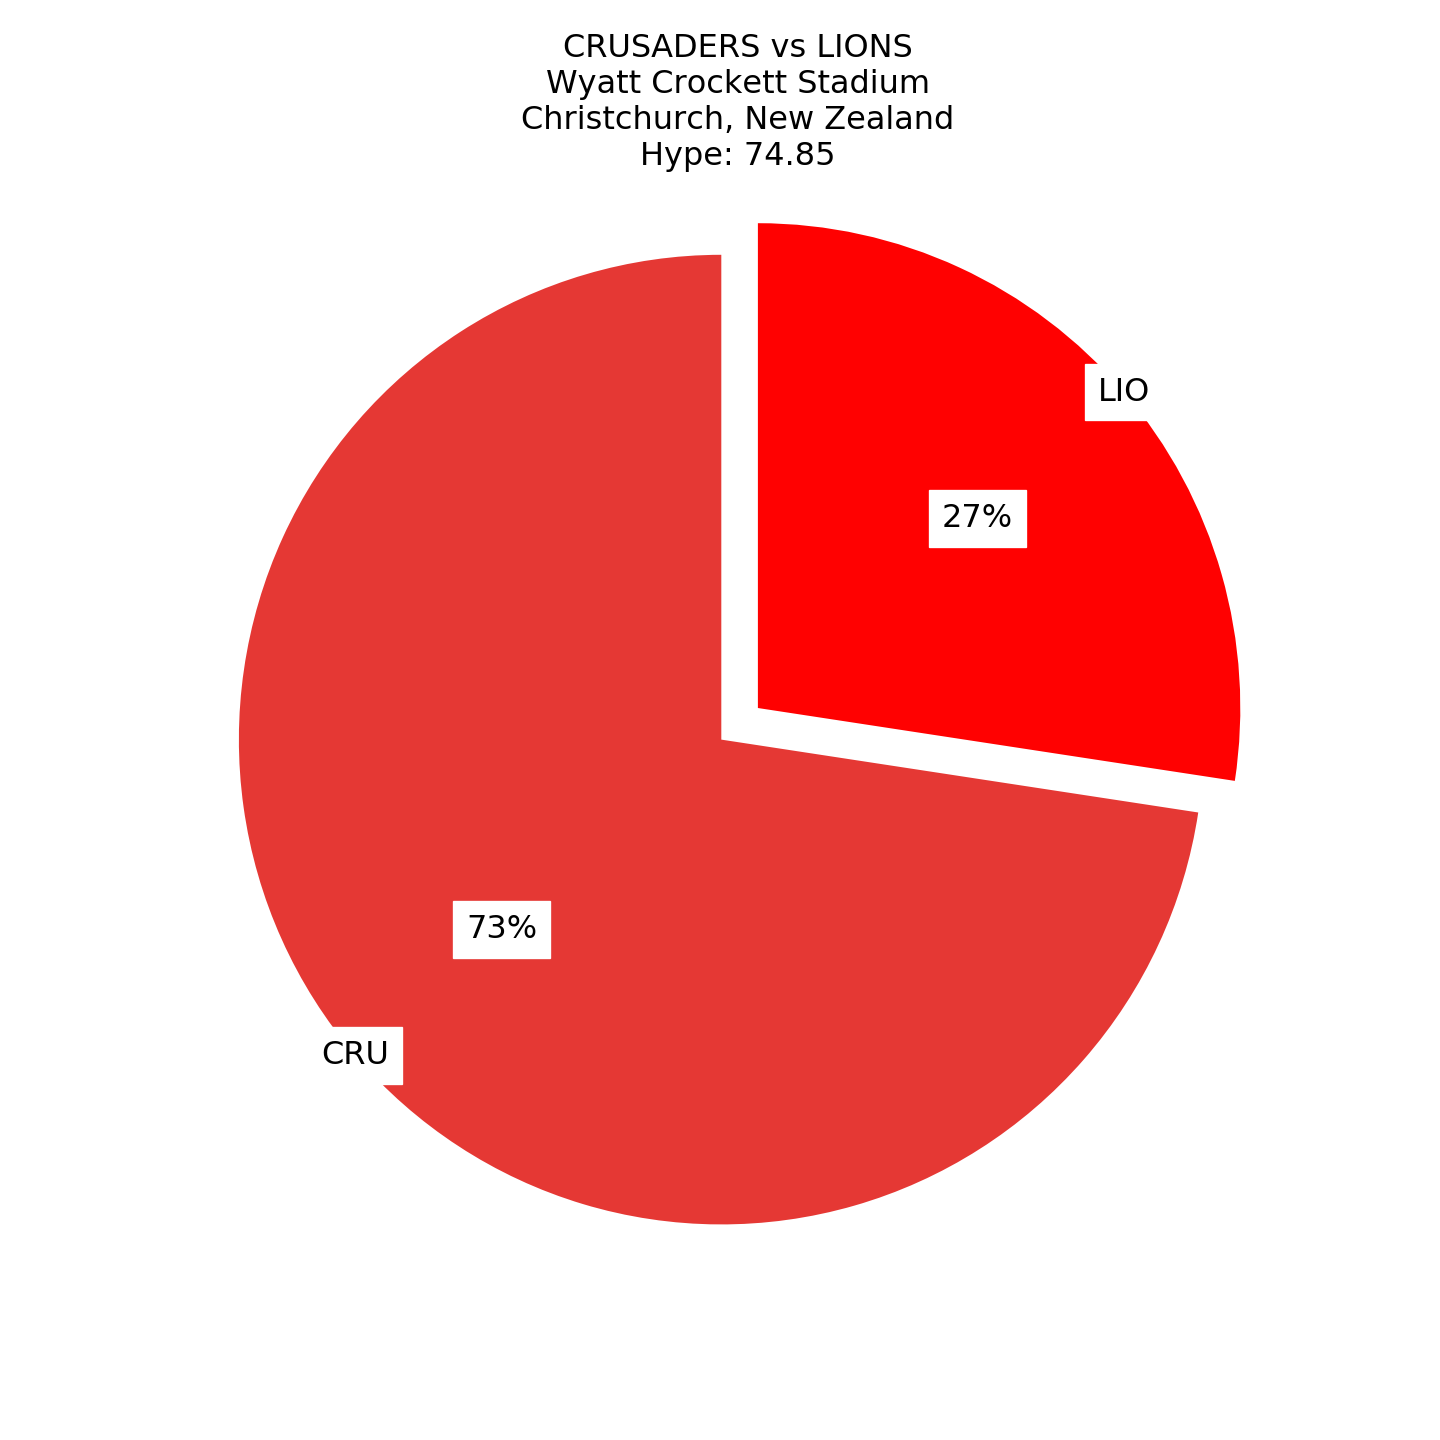 CRUSADERS vs LIONS
Wyatt Crockett Stadium
Christchurch, New Zealand
Hype: 74.85
LIO
27%
73%
CRU